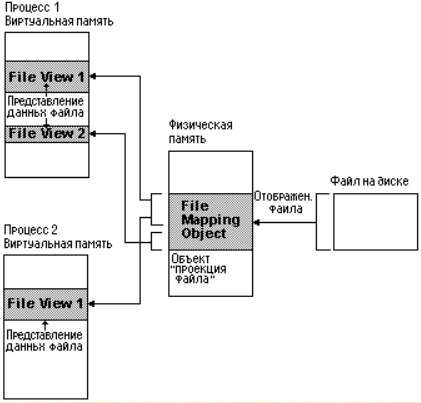 Процесс 1
Виртуальная память
File View 1
Представление
данных файла
File View 2
Физическая
память
File
Mapping
Object
Объект
"проекция
файла"
Отображен.
файла
Файл на диске
Процесс 2
Виртуальная память
File View 1
Представление
данных файла